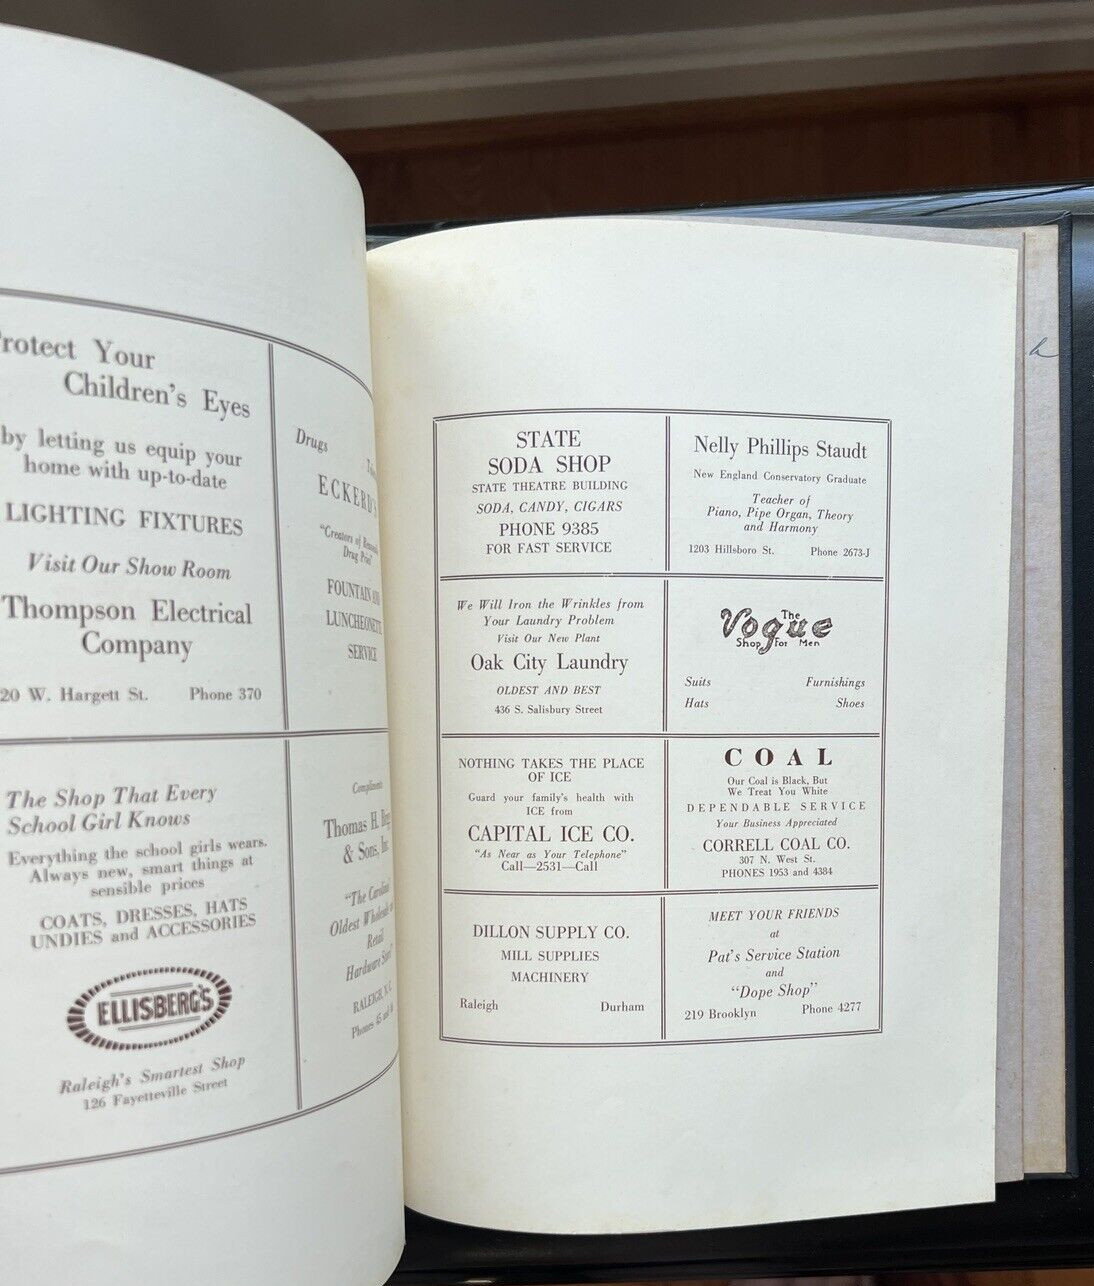 Protect Your
Children's Eyes
by letting us equip your
home with up-to-date
LIGHTING FIXTURES
Visit Our Show Room
Thompson Electrical
Company
20 W. Hargett St. Phone 370
Drugs
ECKERD'S
"Creators of
Drug Prices"
FOUNTAIN AND
LUNCHEONETTE
SERVICE
The Shop That Every
School Girl Knows
Everything the school girls wears.
Always new, smart things at
sensible prices
COATS, DRESSES, HATS
UNDIES and ACCESSORIES
ELLISBERG'S
Raleigh's Smartest Shop
126 Fayetteville Street
Compliments
Thomas H.
& Sons, Inc.
"The
Oldest
Retail
Hardware
RALEIGH, N. C.
Phones 45 and
STATE
SODA SHOP
STATE THEATRE BUILDING
SODA, CANDY, CIGARS
PHONE 9385
FOR FAST SERVICE
Nelly Phillips Staudt
New England Conservatory Graduate
Teacher of
Piano, Pipe Organ, Theory
and Harmony
1203 Hillsboro St. Phone 2673-J
We Will Iron the Wrinkles from
Your Laundry Problem
Visit Our New Plant
Oak City Laundry
OLDEST AND BEST
436 S. Salisbury Street
The
Vogue
Shop For Men
Suits Furnishings
Hats Shoes
NOTHING TAKES THE PLACE
OF ICE
Guard your family's health with
ICE from
CAPITAL ICE CO.
"As Near as Your Telephone"
Call—2531—Call
COAL
Our Coal is Black, But
We Treat You White
DEPENDABLE SERVICE
Your Business Appreciated
CORRELL COAL CO.
307 N. West St.
PHONES 1953 and 4384
DILLON SUPPLY CO.
MILL SUPPLIES
MACHINERY
Raleigh Durham
MEET YOUR FRIENDS
at
Pat's Service Station
and
"Dope Shop"
219 Brooklyn Phone 4277